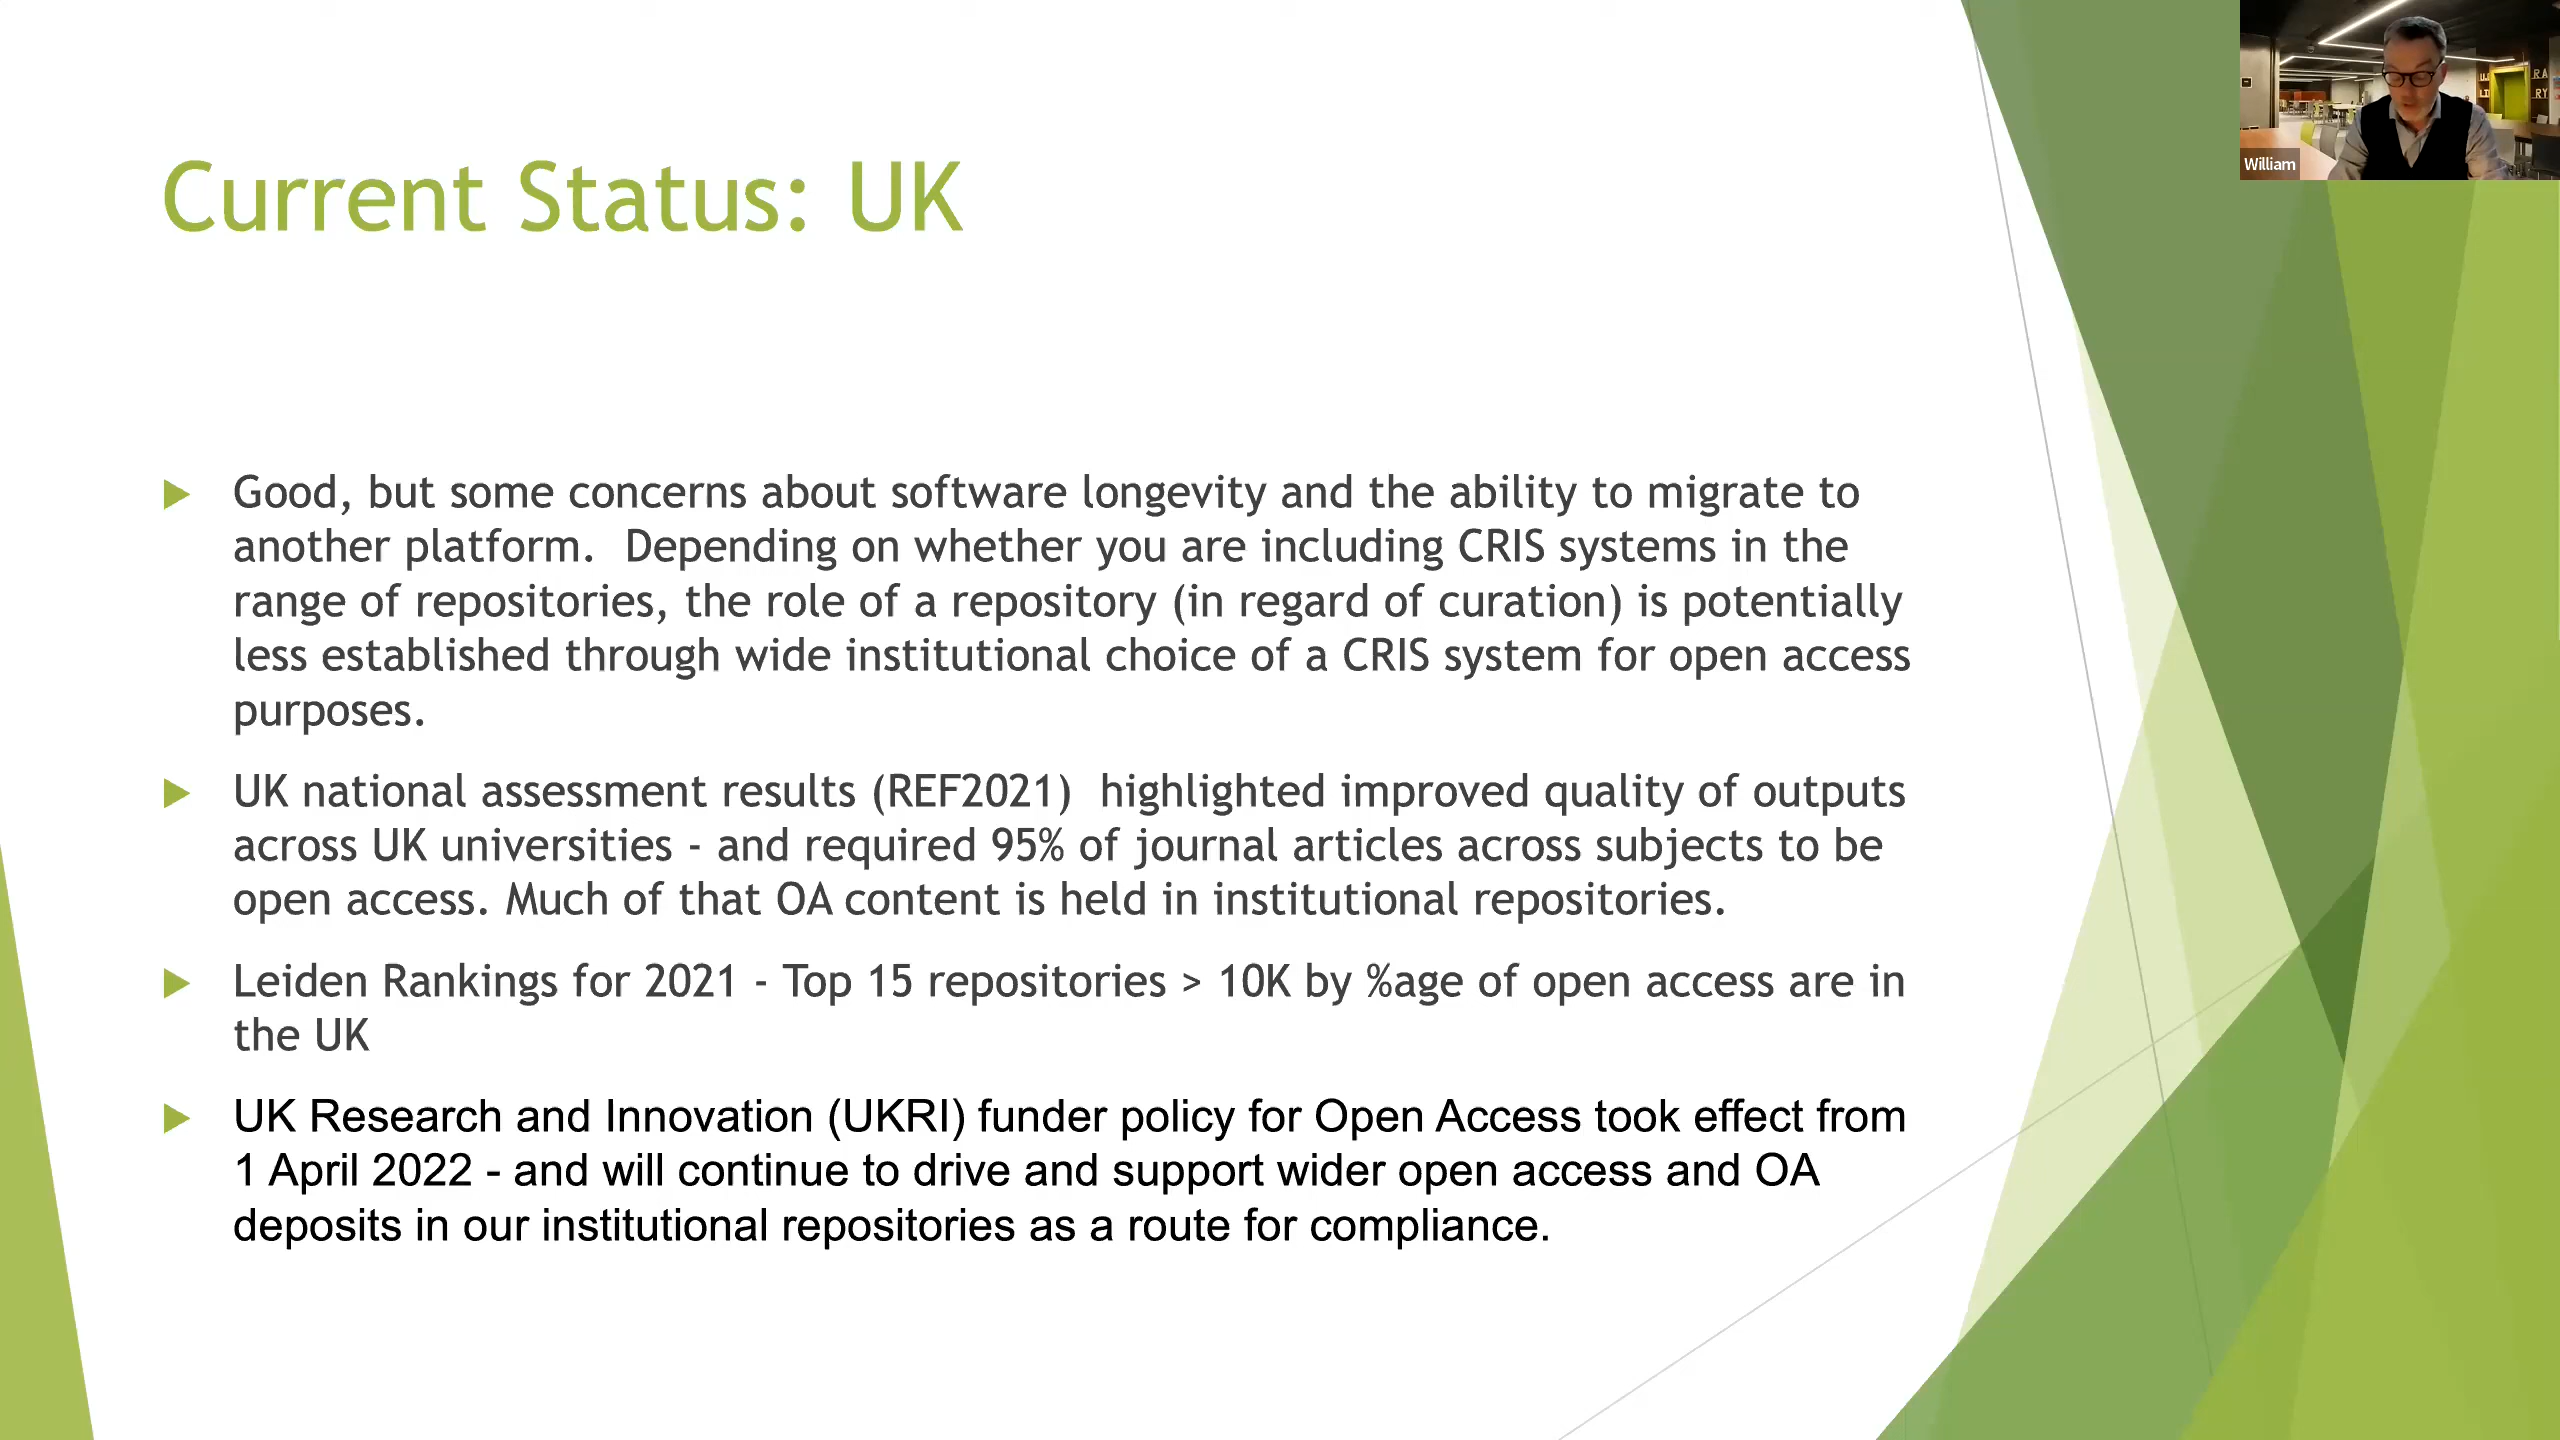 Current Status: UK
Good, but some concerns about software longevity and the ability to migrate to
another platform.  Depending on whether you are including CRIS systems in the
range of repositories, the role of a repository (in regard of curation) is potentially
less established through wide institutional choice of a CRIS system for open access
purposes.
UK national assessment results (REF2021)  highlighted improved quality of outputs
across UK universities - and required 95% of journal articles across subjects to be
open access. Much of that OA content is held in institutional repositories.
Leiden Rankings for 2021 - Top 15 repositories > 10K by %age of open access are in
the UK
UK Research and Innovation (UKRI) funder policy for Open Access took effect from
1 April 2022 - and will continue to drive and support wider open access and OA
deposits in our institutional repositories as a route for compliance.
William